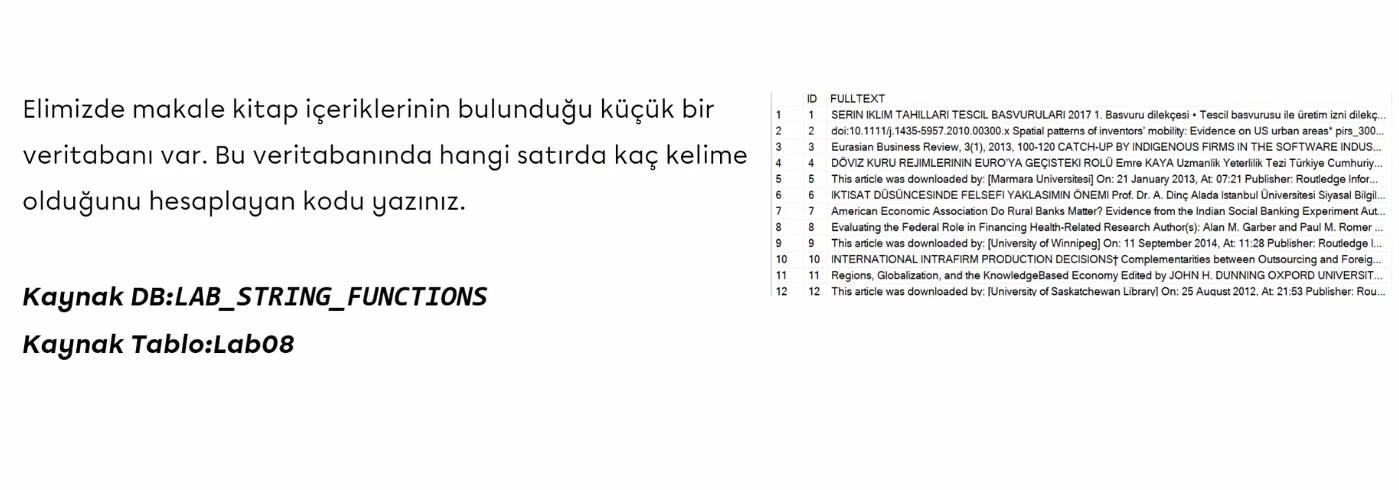 Elimizde makale kitap içeriklerinin bulunduğu küçük bir
veritabanı var. Bu veritabanında hangi satırda kaç kelime
olduğunu hesaplayan kodu yazınız.
Kaynak DB:LAB_STRING_FUNCTIONS
Kaynak Tablo:Lab08
ID FULLTEXT
1 1 SERIN IKLIM TAHILLARI TESCIL BASVURULARI 2017 1. Basvuru dilekçesi • Tescil basvurusu ile üretim izni dilekç...
2 2 doi:10.1111/j.1435-5957.2010.00300.x Spatial patterns of inventors' mobility: Evidence on US urban areas* pirs_300...
3 3 Eurasian Business Review, 3(1), 2013, 100-120 CATCH-UP BY INDIGENOUS FIRMS IN THE SOFTWARE INDUS...
4 4 DÖVIZ KURU REJIMLERININ EURO'YA GEÇISTEKI ROLÜ Emre KAYA Uzmanlik Yeterlilik Tezi Türkiye Cumhuriy...
5 5 This article was downloaded by: [Marmara Universitesi] On: 21 January 2013, At: 07:21 Publisher: Routledge Infor...
6 6 IKTISAT DÜSÜNCESINDE FELSEFI YAKLASIMIN ÖNEMI Prof. Dr. A. Dinç Alada Istanbul Üniversitesi Siyasal Bilgil...
7 7 American Economic Association Do Rural Banks Matter? Evidence from the Indian Social Banking Experiment Aut...
8 8 Evaluating the Federal Role in Financing Health-Related Research Author(s): Alan M. Garber and Paul M. Romer ...
9 9 This article was downloaded by: [University of Winnipeg] On: 11 September 2014, At: 11:28 Publisher: Routledge I...
10 10 INTERNATIONAL INTRAFIRM PRODUCTION DECISIONS† Complementarities between Outsourcing and Foreig...
11 11 Regions, Globalization, and the KnowledgeBased Economy Edited by JOHN H. DUNNING OXPORD UNIVERSIT...
12 12 This article was downloaded by: [University of Saskatchewan Library] On: 25 August 2012, At: 21:53 Publisher: Rou...